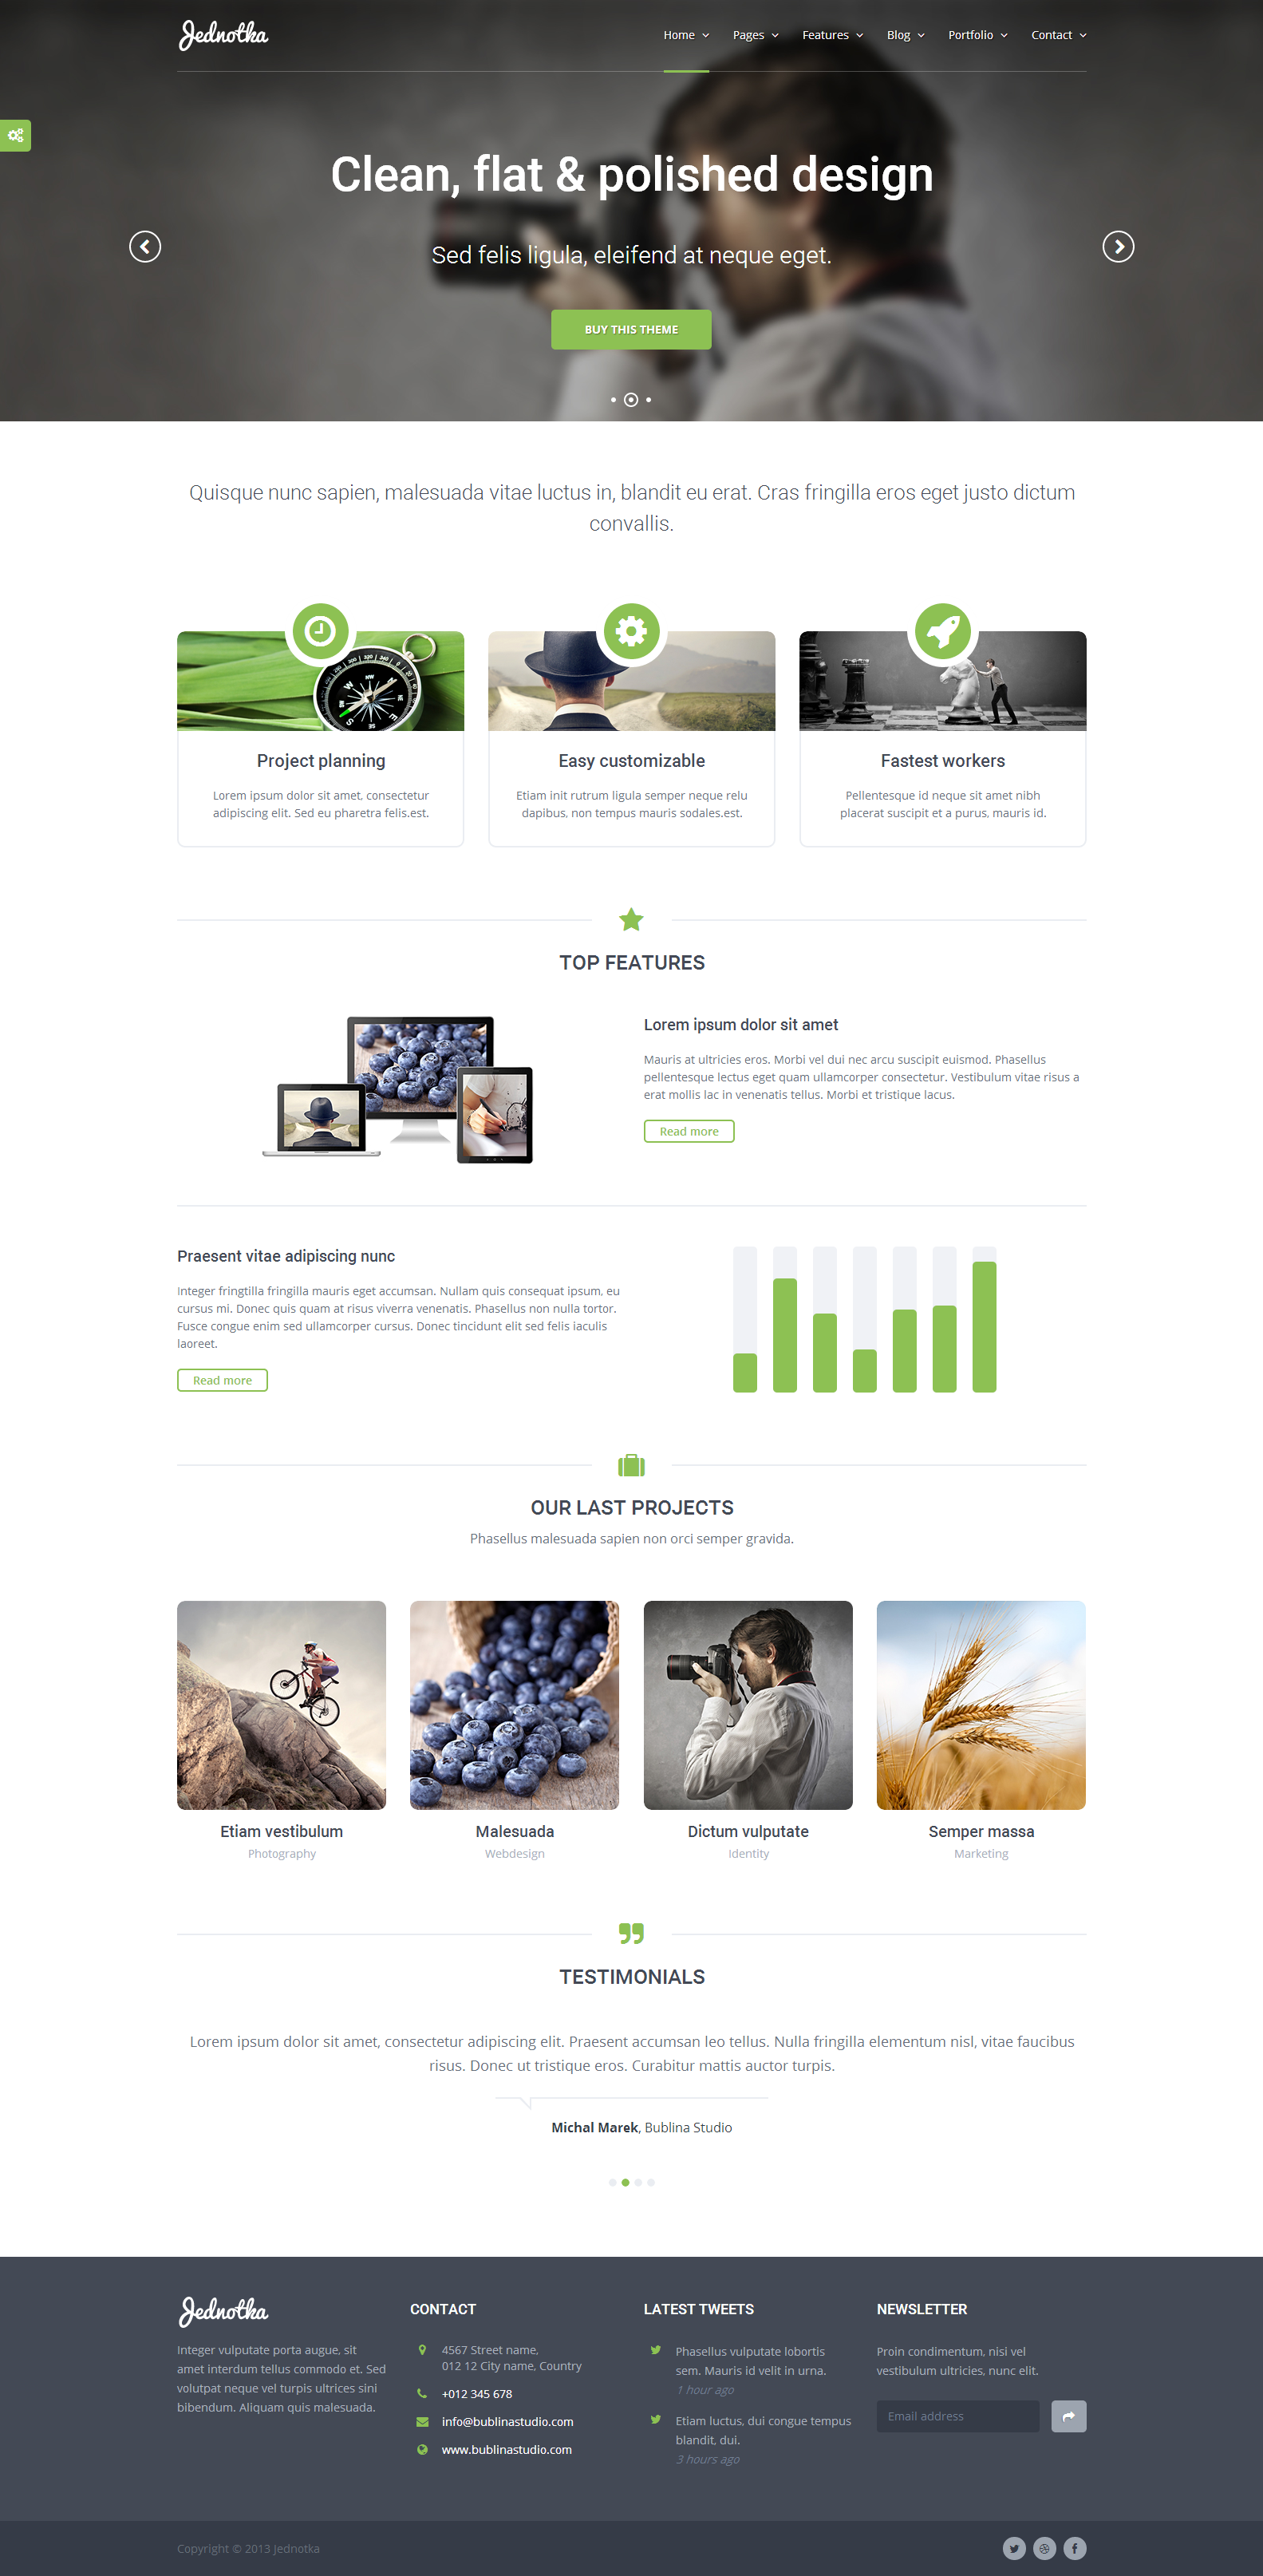 Jednotka
Home Pages Features Blog Portfolio Contact
Clean, flat & polished design
Sed felis ligula, eleifend at neque eget.
BUY THIS THEME
Quisque nunc sapien, malesuada vitae luctus in, blandit eu erat. Cras fringilla eros eget justo dictum
convallis.
Project planning
Lorem ipsum dolor sit amet, consectetur
adipiscing elit. Sed eu pharetra felis.est.
Easy customizable
Etiam init rutrum ligula semper neque relu
dapibus, non tempus mauris sodales.est.
Fastest workers
Pellentesque id neque sit amet nibh
placerat suscipit et a purus, mauris id.
TOP FEATURES
Lorem ipsum dolor sit amet
Mauris at ultricies eros. Morbi vel dui nec arcu suscipit euismod. Phasellus
pellentesque lectus eget quam ullamcorper consectetur. Vestibulum vitae risus a
erat mollis lac in venenatis tellus. Morbi et tristique lacus.
Read more
Praesent vitae adipiscing nunc
Integer fringtilla fringilla mauris eget accumsan. Nullam quis consequat ipsum, eu
cursus mi. Donec quis quam at risus viverra venenatis. Phasellus non nulla tortor.
Fusce congue enim sed ullamcorper cursus. Donec tincidunt elit sed felis iaculis
laoreet.
Read more
OUR LAST PROJECTS
Phasellus malesuada sapien non orci semper gravida.
Etiam vestibulum
Photography
Malesuada
Webdesign
Dictum vulputate
Identity
Semper massa
Marketing
TESTIMONIALS
Lorem ipsum dolor sit amet, consectetur adipiscing elit. Praesent accumsan leo tellus. Nulla fringilla elementum nisl, vitae faucibus
risus. Donec ut tristique eros. Curabitur mattis auctor turpis.
Michal Marek, Bublina Studio
Jednotka
Integer vulputate porta augue, sit
amet interdum tellus commodo et. Sed
volutpat neque vel turpis ultrices sini
bibendum. Aliquam quis malesuada.
CONTACT
4567 Street name,
012 12 City name, Country
+012 345 678
info@bublinastudio.com
www.bublinastudio.com
LATEST TWEETS
Phasellus vulputate lobortis
sem. Mauris id velit in urna.
1 hour ago
Etiam luctus, dui congue tempus
blandit, dui.
3 hours ago
NEWSLETTER
Proin condimentum, nisi vel
vestibulum ultricies, nunc elit.
Email address
Copyright © 2013 Jednotka